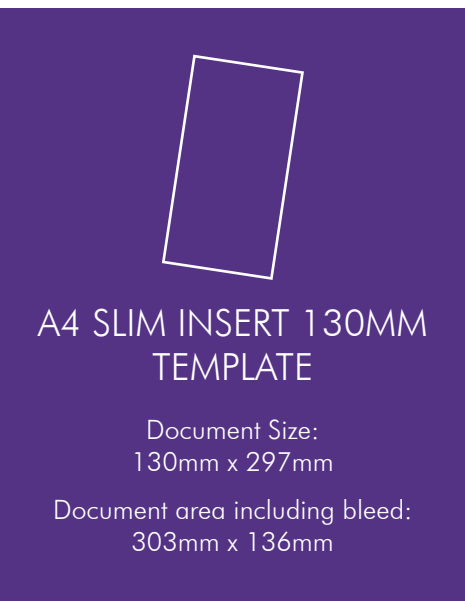 A4 SLIM INSERT 130MM
TEMPLATE
Document Size:
130mm x 297mm
Document area including bleed:
303mm x 136mm